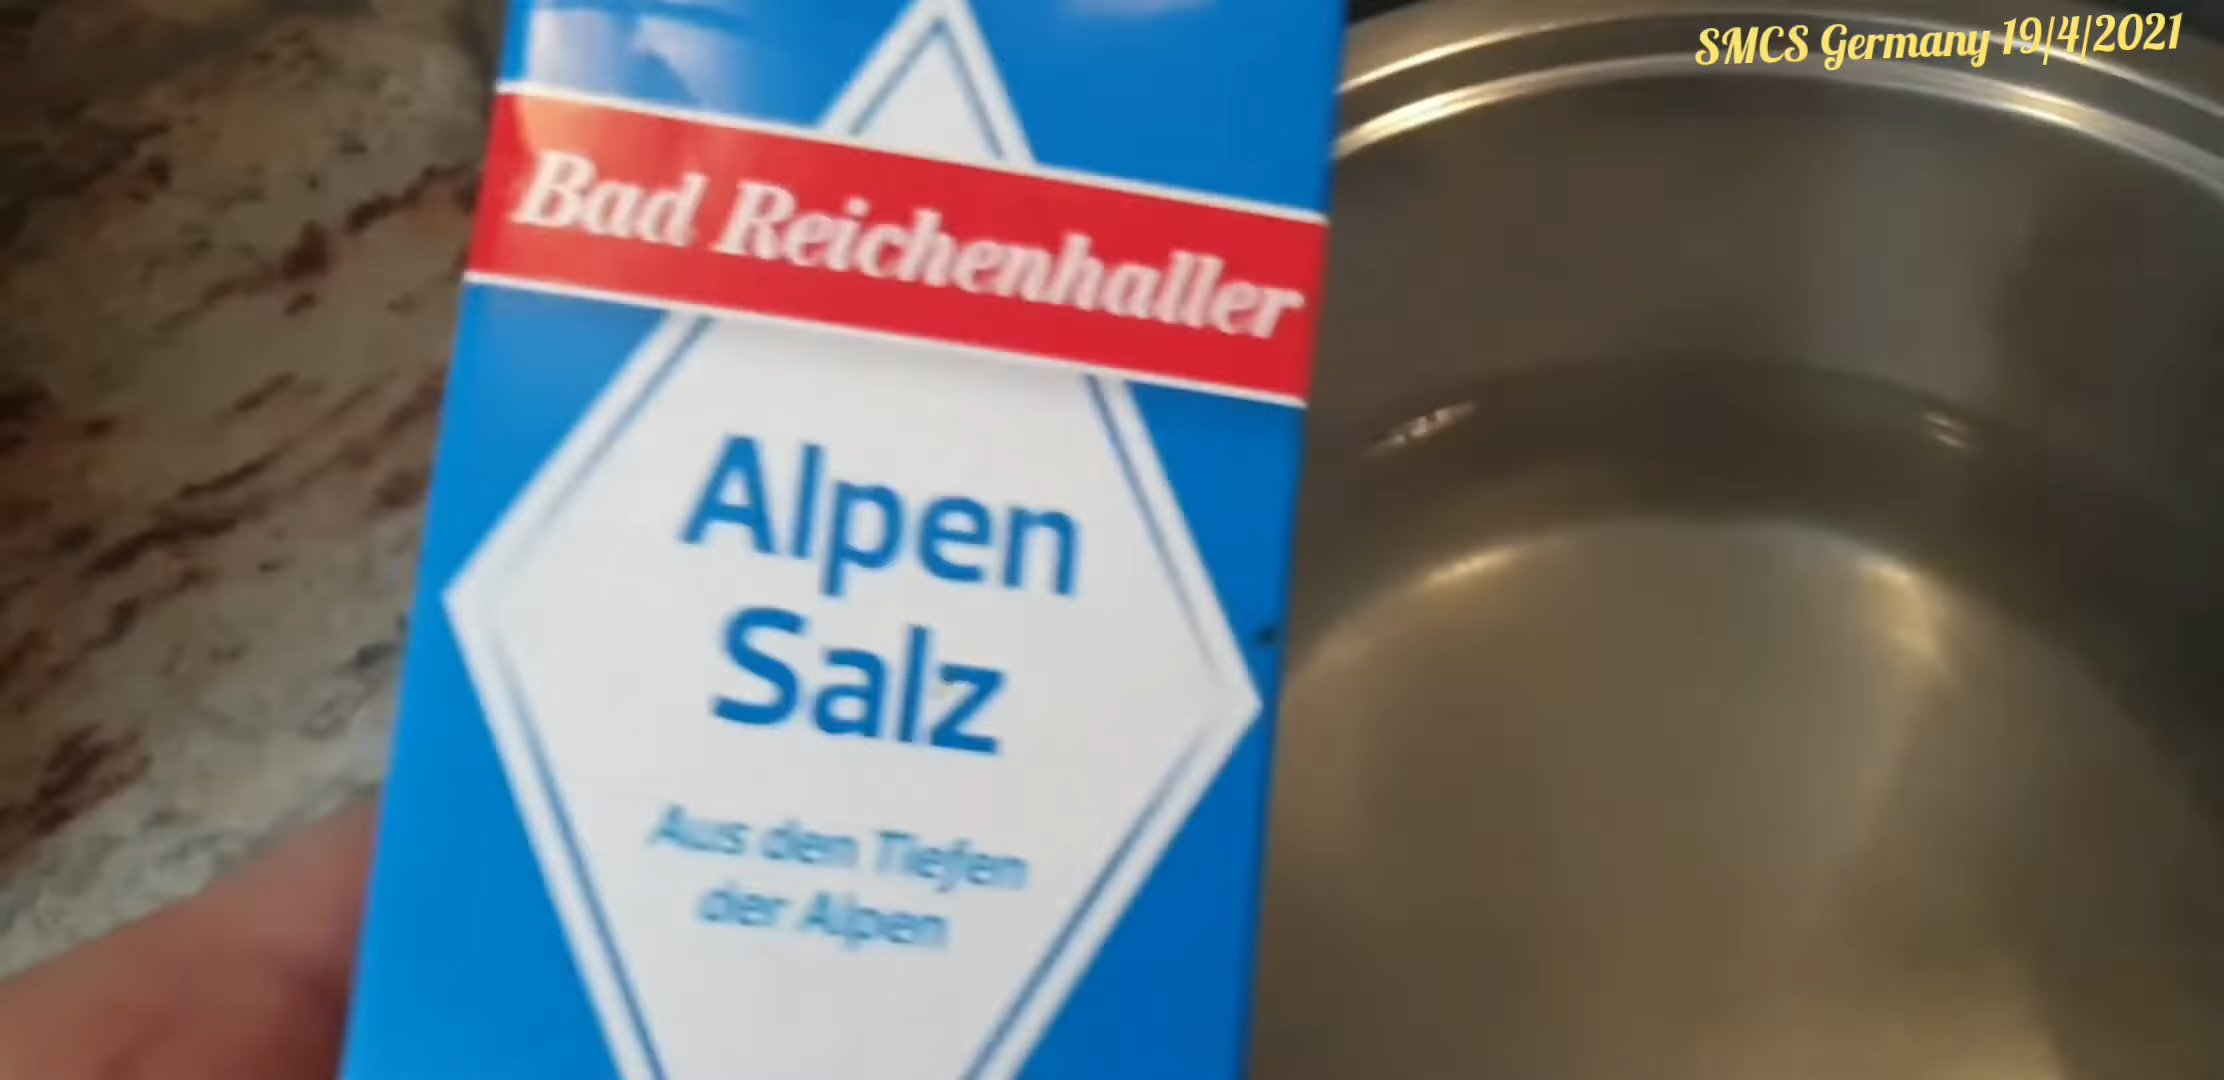 SMCS Germany 19/4/2021
Bad Reichenhaller
Alpen
Salz
Aus den Tiefen
der Alpen